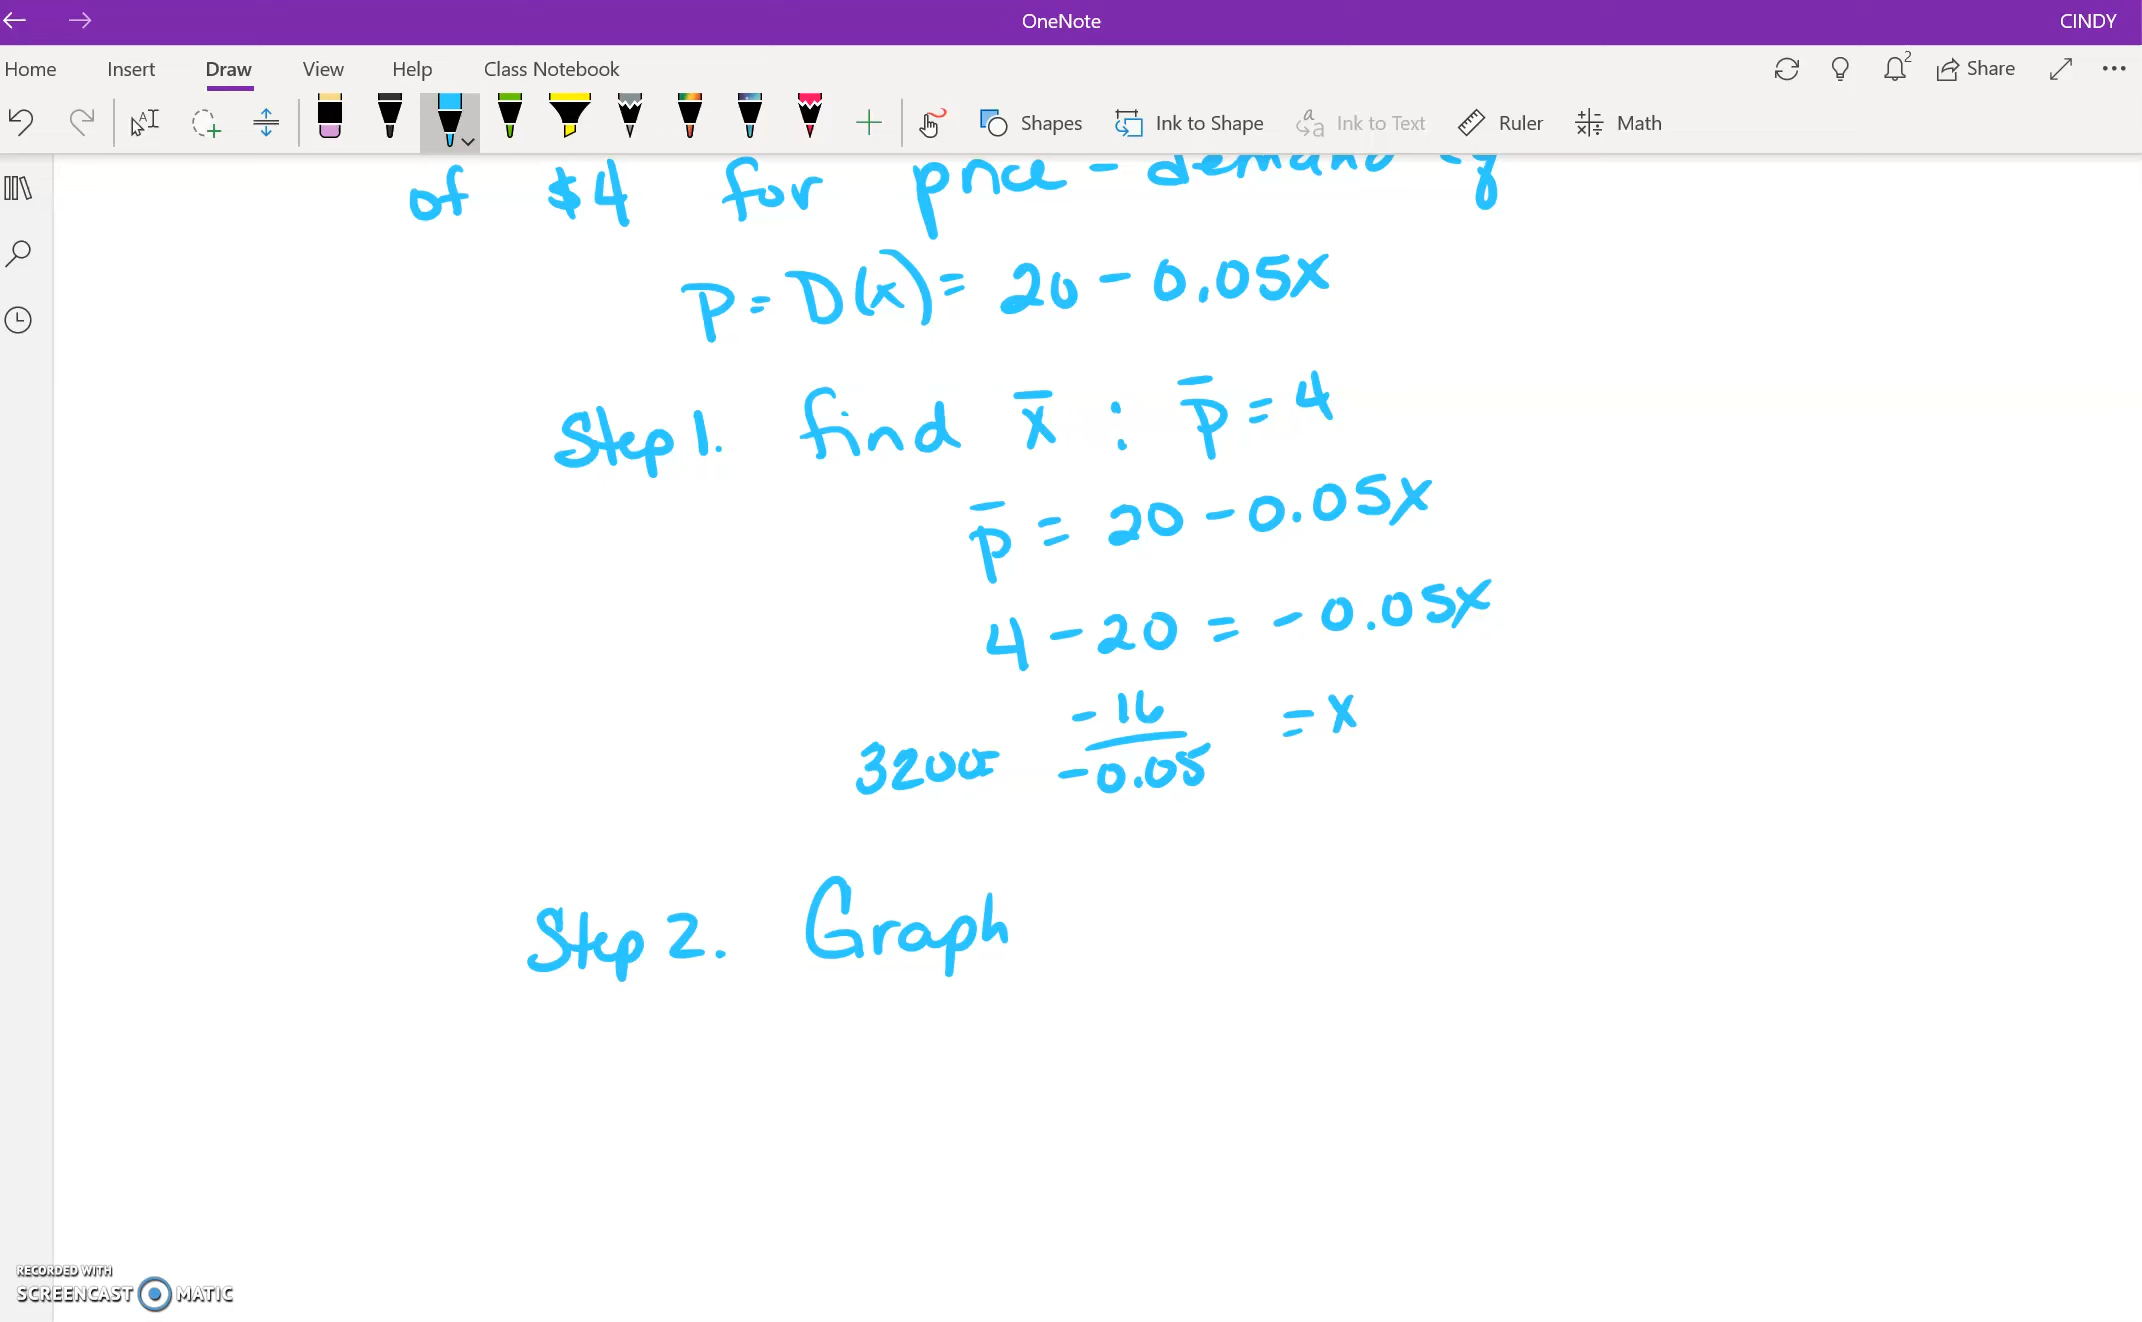 OneNote
CINDY
Home Insert Draw View Help Class Notebook
2 Share
Shapes Ink to Shape Ink to Text Ruler Math
of $4 for price - demand eq
p = D(x) = 20 - 0.05x
Step 1. find x̄ : p̄ = 4
p̄ = 20 - 0.05x
4 - 20 = -0.05x
3200= -16/-0.05 = x
Step 2. Graph
RECORDED WITH
SCREENCAST MATIC